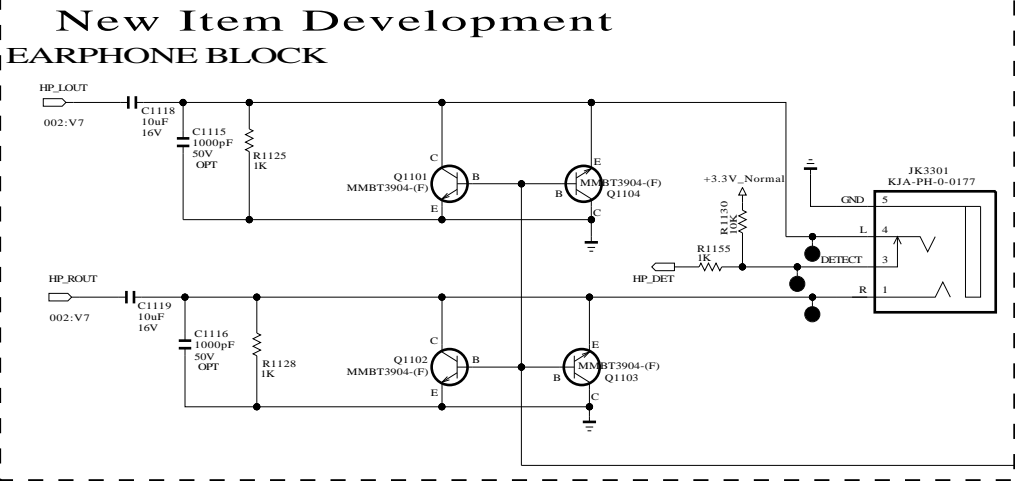 New Item Development
EARPHONE BLOCK
HP_LOUT
002:V7
C1118
10uF
16V
C1115
1000pF
50V
OPT
R1125
1K
C
Q1101
MMBT3904-(F)
B
E
E
MMBT3904-(F)
Q1104
B
C
+3.3V_Normal
R1130
10K
R1155
1K
HP_DET
JK3301
KJA-PH-0-0177
GND 5
L 4
DETECT 3
R 1
HP_ROUT
002:V7
C1119
10uF
16V
C1116
1000pF
50V
OPT
R1128
1K
C
Q1102
MMBT3904-(F)
B
E
E
MMBT3904-(F)
Q1103
B
C